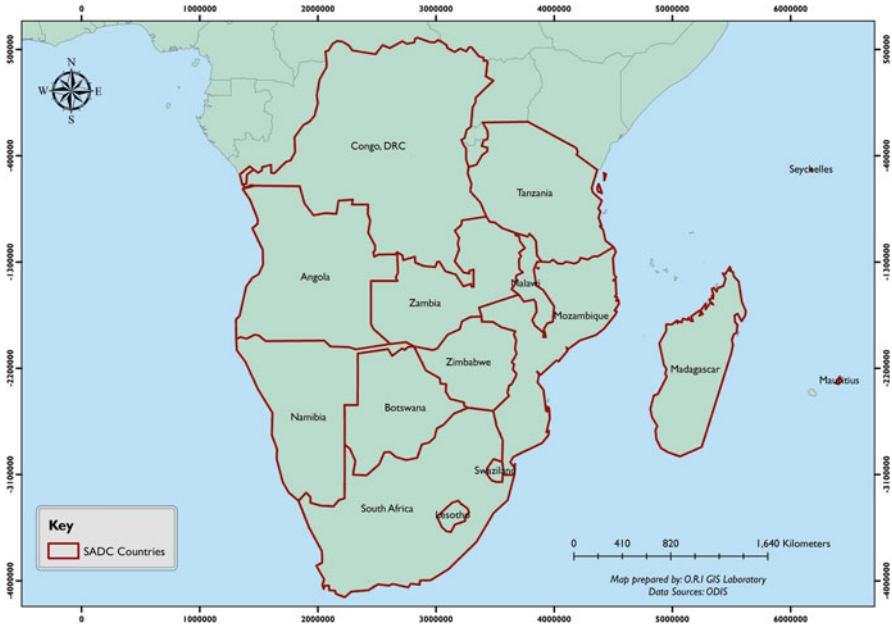 0 1000000 2000000 3000000 4000000 5000000 6000000
500000 500000
N
W E
S
Congo, DRC
-400000 -400000
Seychelles
Tanzania
-1300000 -1300000
Angola
Malawi
Zambia
Mozambique
-2200000 -2200000
Zimbabwe
Madagascar
Mauritius
Botswana
Namibia
-3100000 -3100000
Swaziland
South Africa
Lesotho
Key
SADC Countries
0 410 820 1,640 Kilometers
Map prepared by: O.R.I GIS Laboratory
Data Sources: ODIS
-4000000 -4000000
0 1000000 2000000 3000000 4000000 5000000 6000000